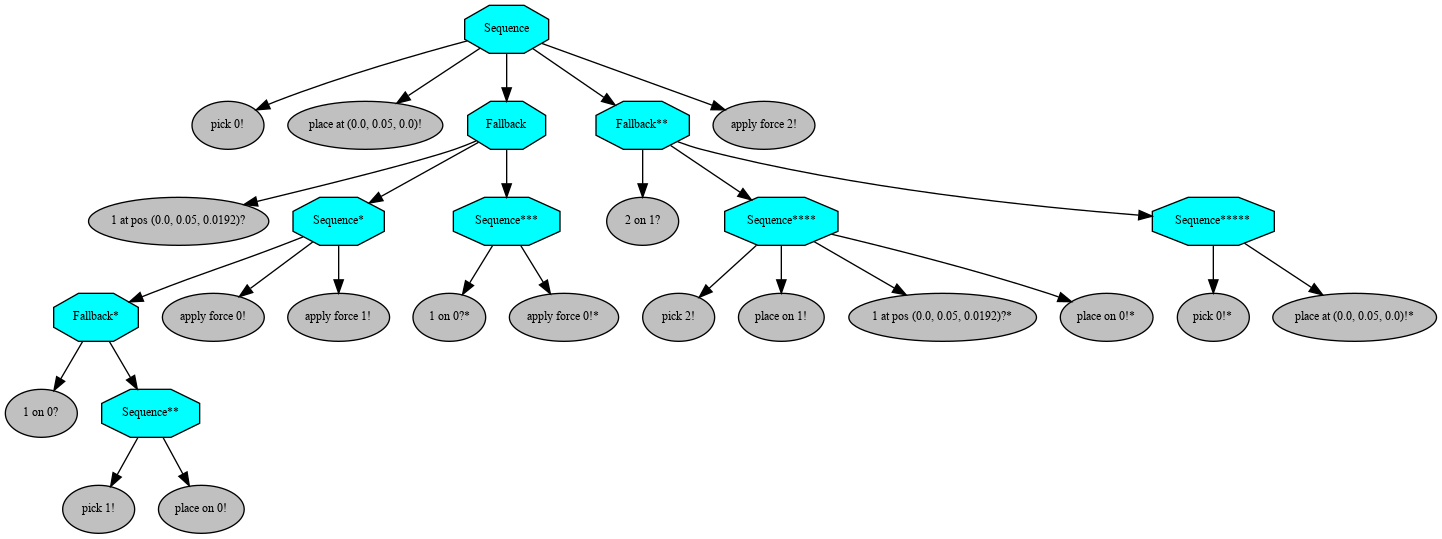 Sequence
pick 0!
place at (0.0, 0.05, 0.0)!
Fallback
Fallback**
apply force 2!
1 at pos (0.0, 0.05, 0.0192)?
Sequence*
Sequence***
2 on 1?
Sequence****
Sequence*****
Fallback*
apply force 0!
apply force 1!
1 on 0?*
apply force 0!*
pick 2!
place on 1!
1 at pos (0.0, 0.05, 0.0192)?*
place on 0!*
pick 0!*
place at (0.0, 0.05, 0.0)!*
1 on 0?
Sequence**
pick 1!
place on 0!